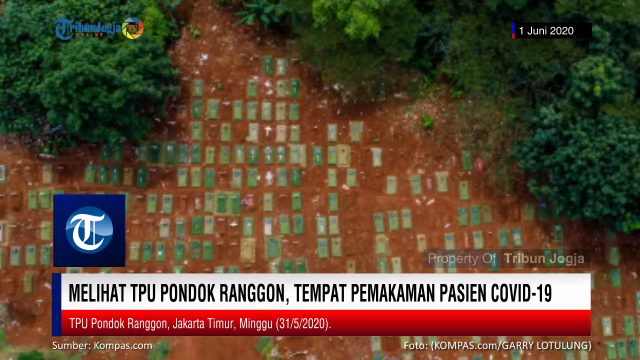 TribunJogja
1 Juni 2020
Property Of Tribun Jogja
MELIHAT TPU PONDOK RANGGON, TEMPAT PEMAKAMAN PASIEN COVID-19
TPU Pondok Ranggon, Jakarta Timur, Minggu (31/5/2020).
Sumber: Kompas.com
Foto: (KOMPAS.com/GARRY LOTULUNG)